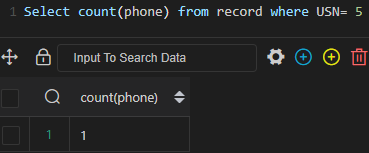 1 Select count(phone) from record where USN= 5
Input To Search Data
count(phone)
1 1